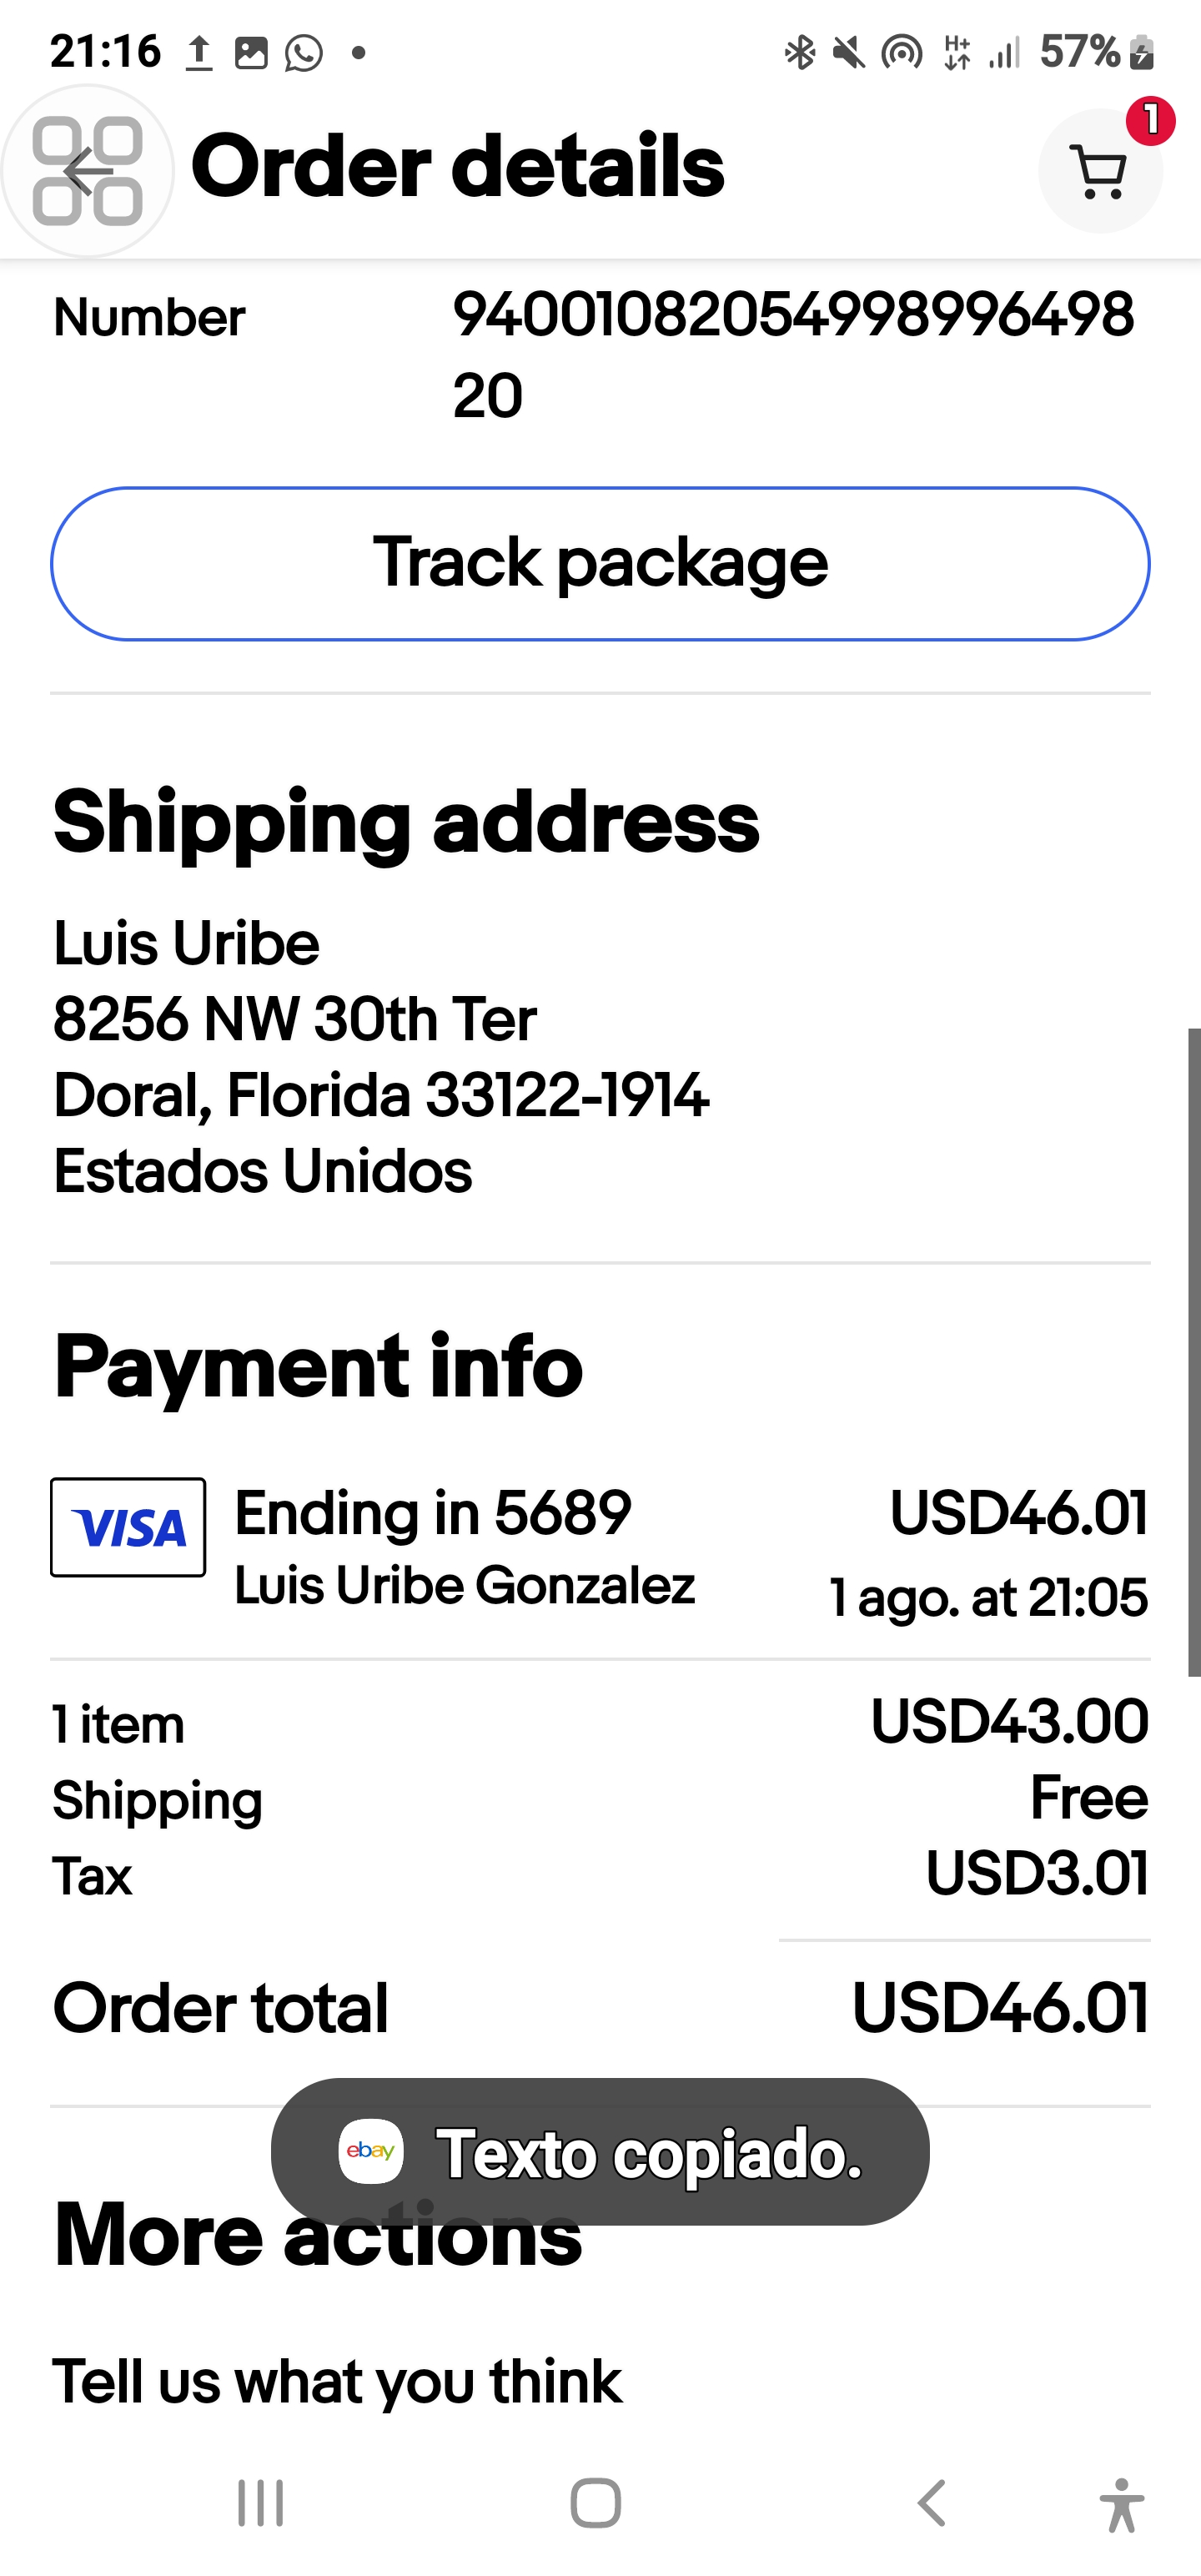 21:16
H+
57%
Order details
1
Number
94001082054998996498
20
Track package
Shipping address
Luis Uribe
8256 NW 30th Ter
Doral, Florida 33122-1914
Estados Unidos
Payment info
VISA
Ending in 5689
USD46.01
Luis Uribe Gonzalez
1 ago. at 21:05
1 item
USD43.00
Shipping
Free
Tax
USD3.01
Order total
USD46.01
ebay
Texto copiado.
More actions
Tell us what you think